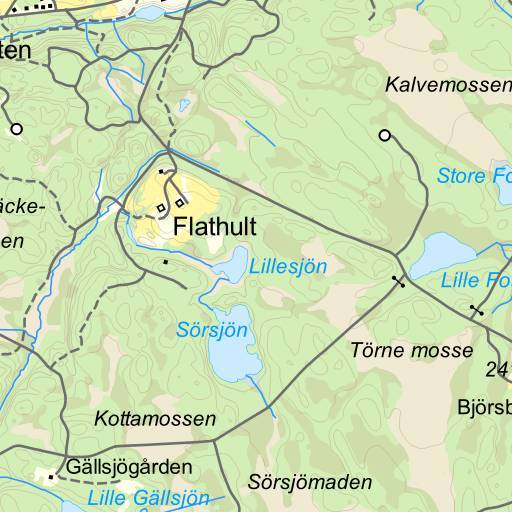 ten
Kalvemossen
Store Fo
äcke-
en
Flathult
Lillesjön
Lille Fo
Sörsjön
Törne mosse
24
Björsb
Kottamossen
Gällsjögården
Sörsjömaden
Lille Gällsjön